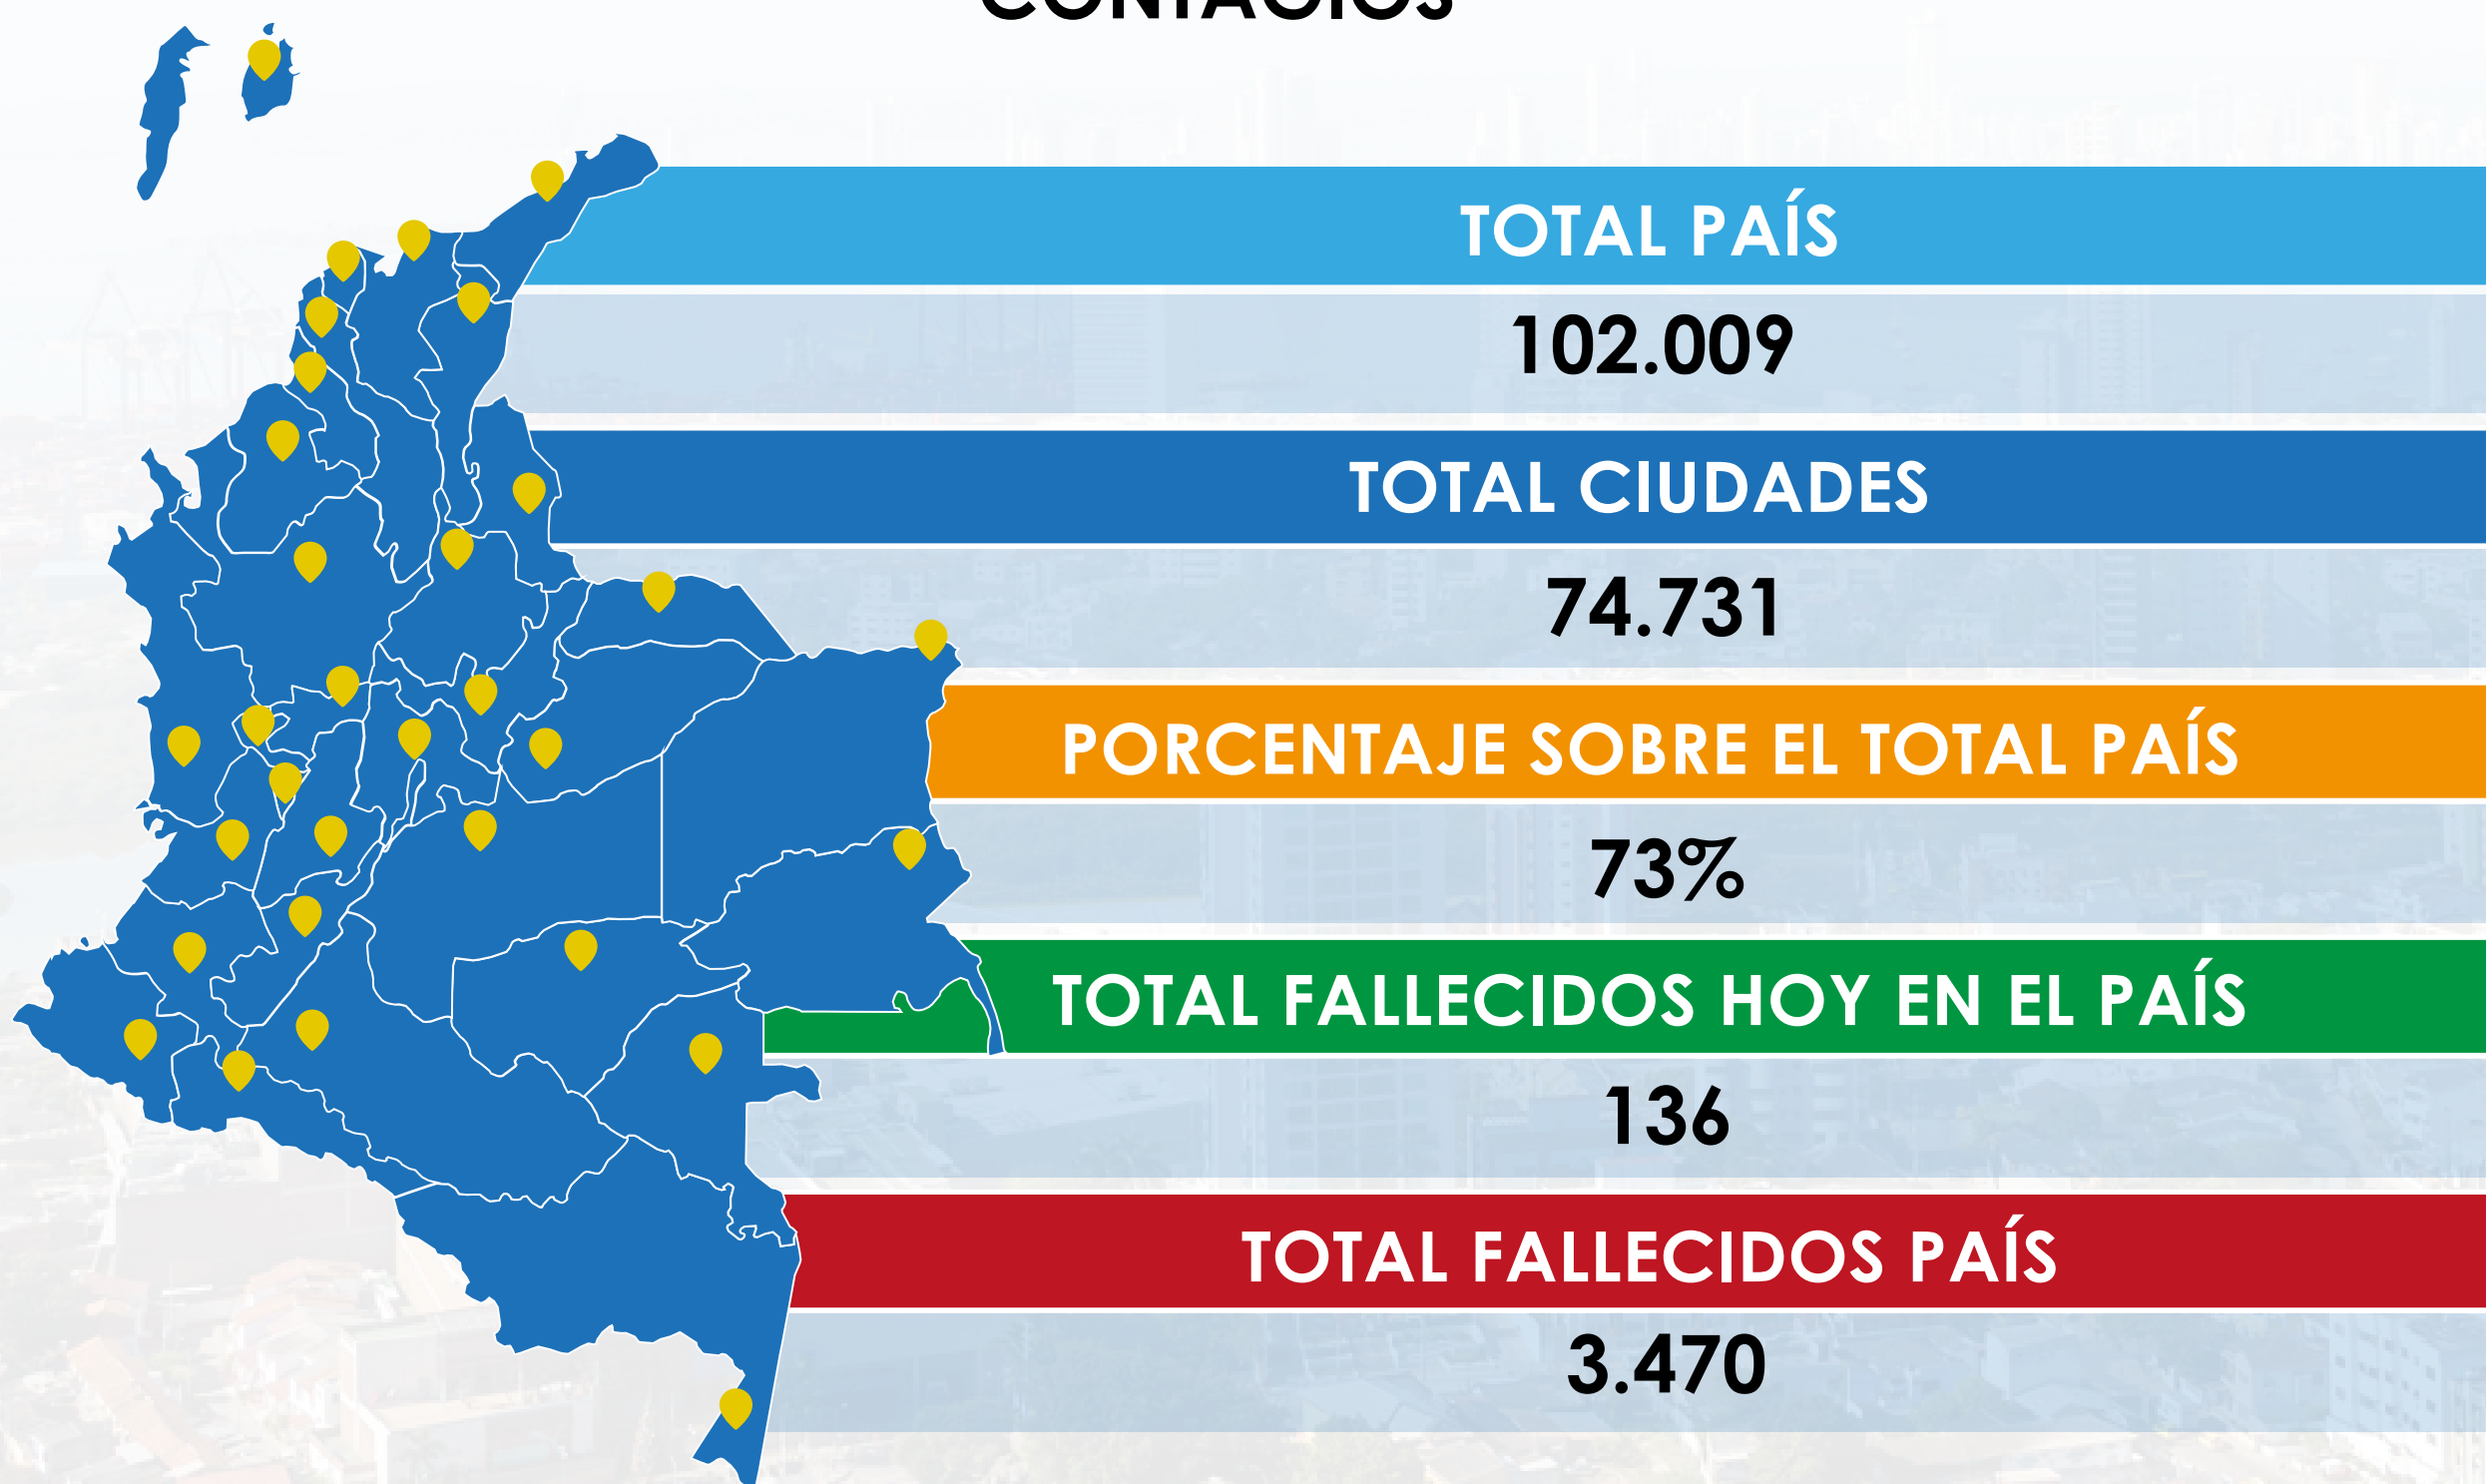 CONTAGIOS
TOTAL PAÍS
102.009
TOTAL CIUDADES
74.731
PORCENTAJE SOBRE EL TOTAL PAÍS
73%
TOTAL FALLECIDOS HOY EN EL PAÍS
136
TOTAL FALLECIDOS PAÍS
3.470